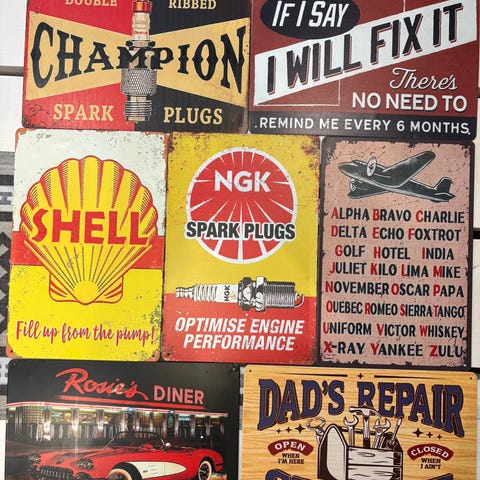 DOUBLE RIBBED
CHAMPION
SPARK PLUGS
IF I SAY
I WILL FIX IT
There's
NO NEED TO
REMIND ME EVERY 6 MONTHS
SHELL
Fill up from the pump!
NGK
SPARK PLUGS
NGK
OPTIMISE ENGINE
PERFORMANCE
ALPHA BRAVO CHARLIE
DELTA ECHO FOXTROT
GOLF HOTEL INDIA
JULIET KILO LIMA MIKE
NOVEMBER OSCAR PAPA
QUEBEC ROMEO SIERRA TANGO
UNIFORM VICTOR WHISKEY
X-RAY YANKEE ZULU
Rosie's DINER
DAD'S REPAIR
OPEN
WHEN
I'M HERE
CLOSED
WHEN
I AIN'T